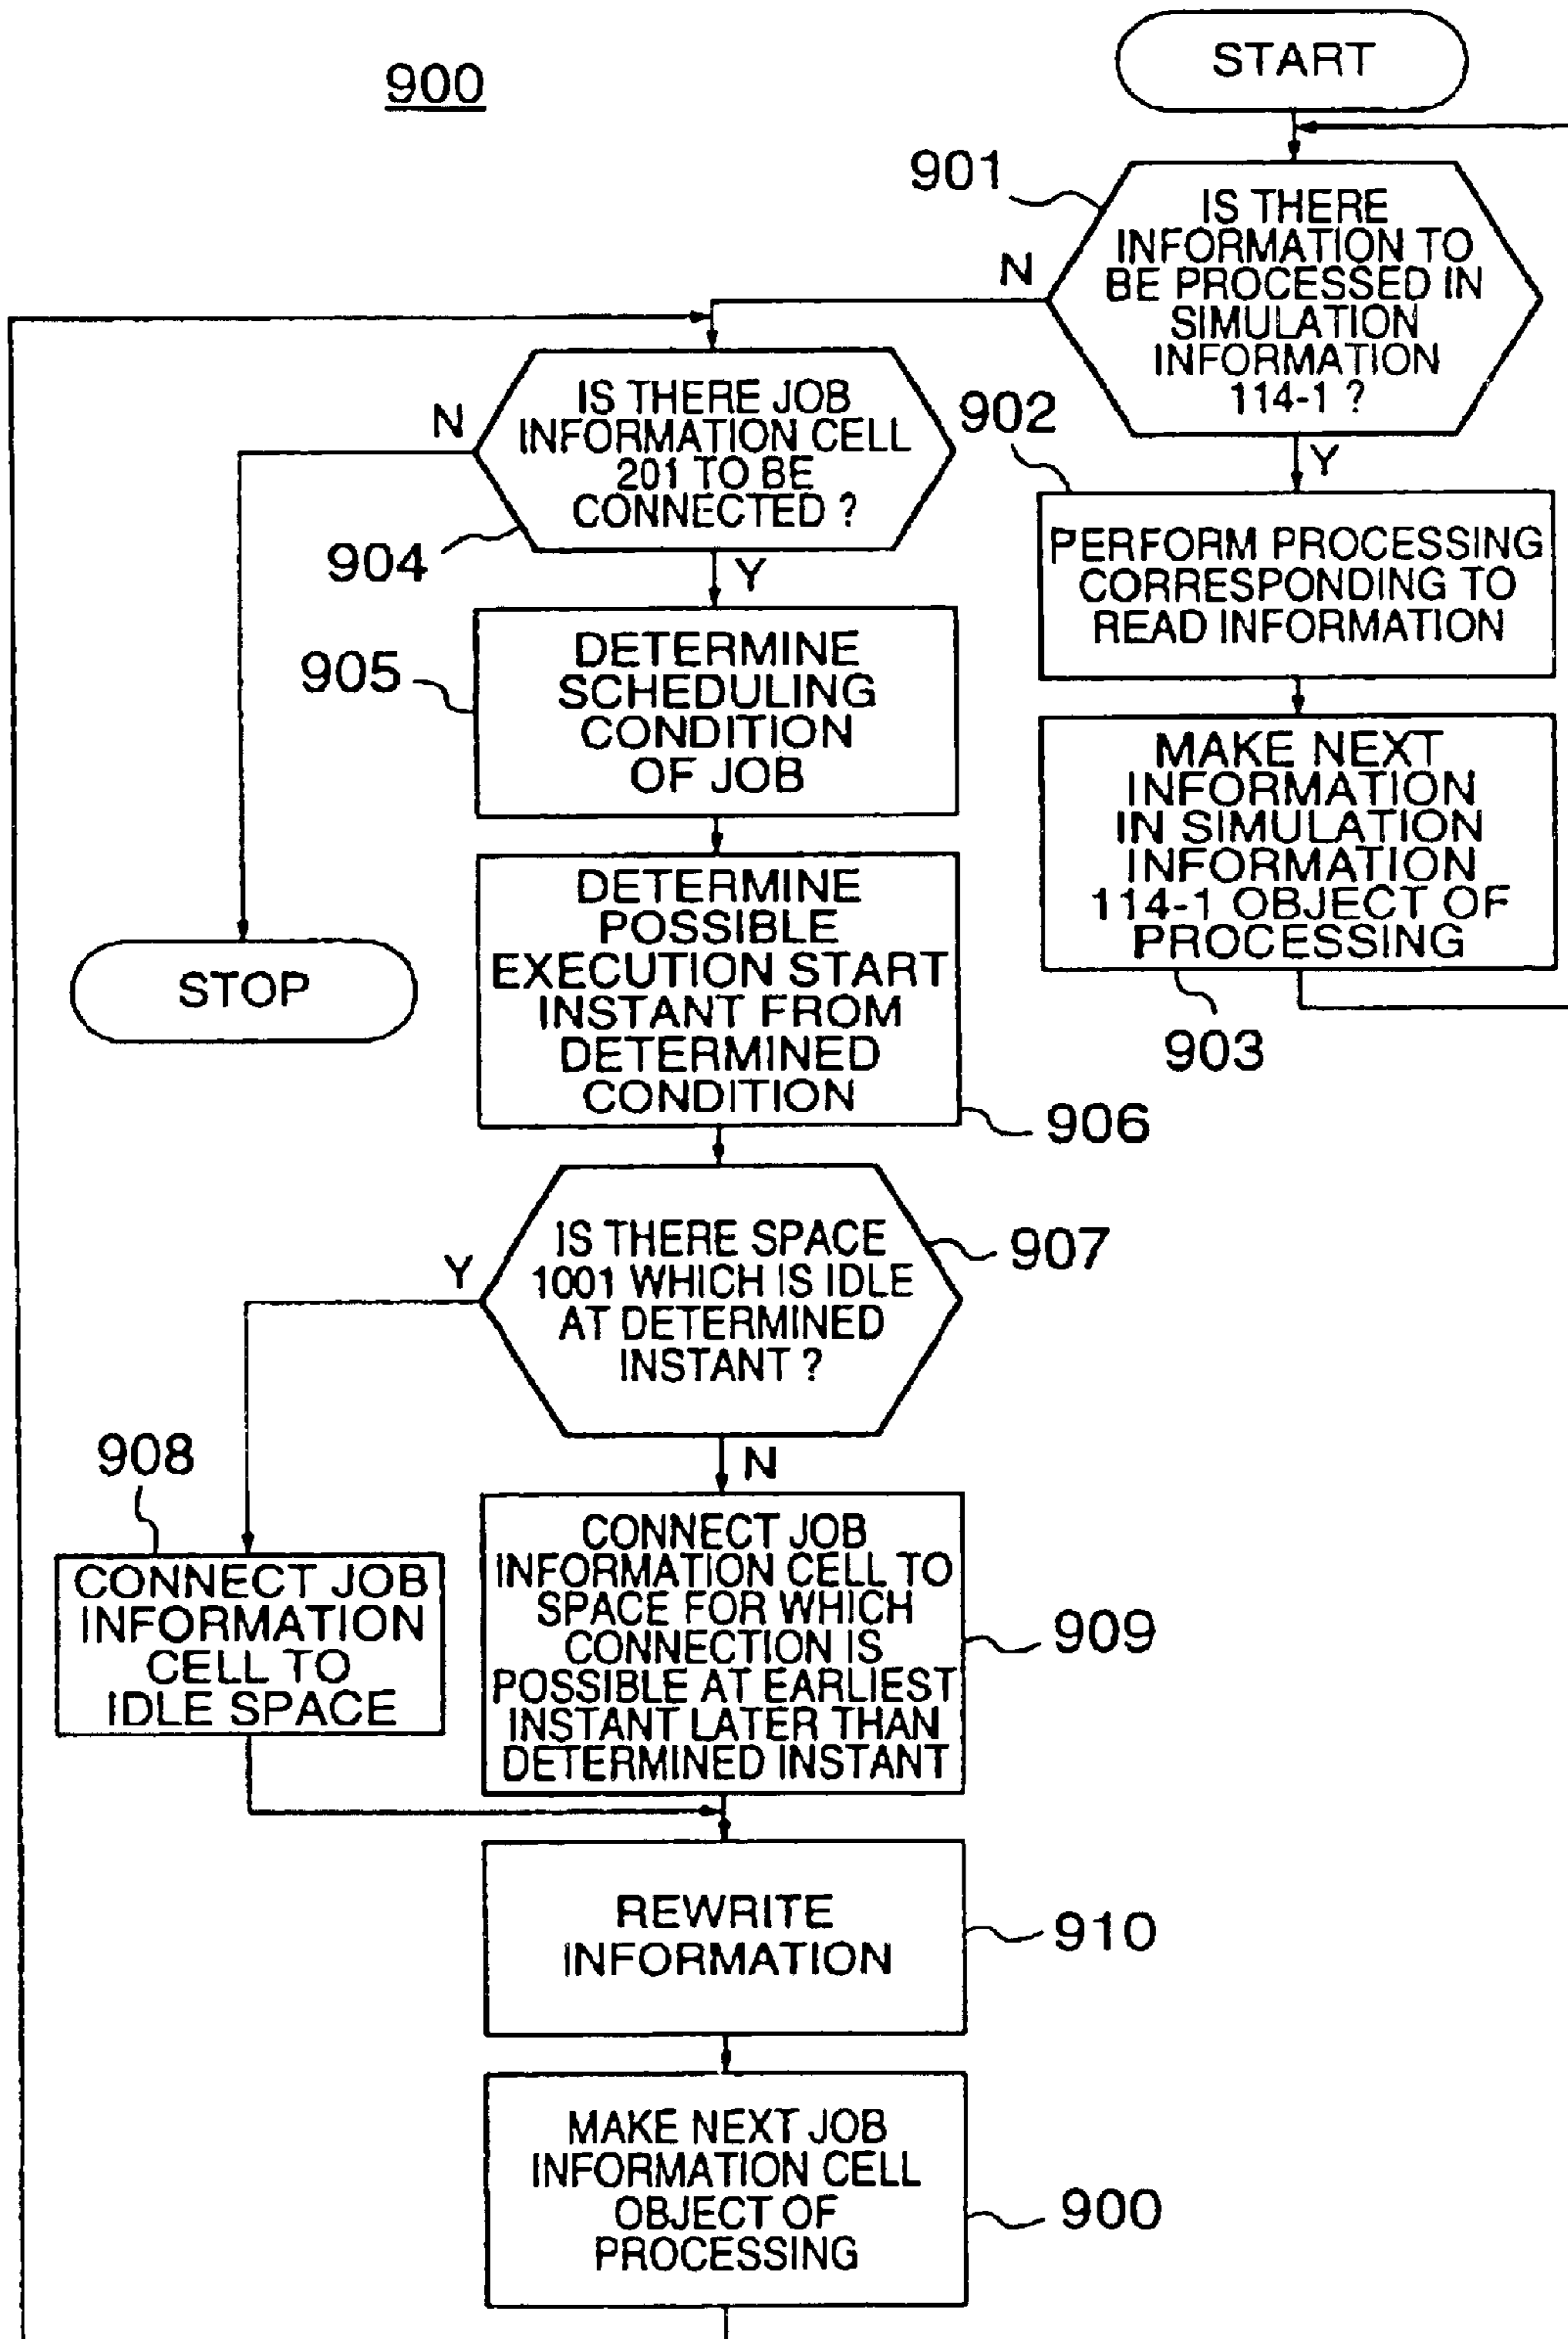 900
START
901
IS THERE
INFORMATION TO
BE PROCESSED IN
SIMULATION
INFORMATION
114-1 ?
N
Y
902
PERFORM PROCESSING
CORRESPONDING TO
READ INFORMATION
MAKE NEXT
INFORMATION
IN SIMULATION
INFORMATION
114-1 OBJECT OF
PROCESSING
903
IS THERE JOB
INFORMATION CELL
201 TO BE
CONNECTED ?
N
904
Y
STOP
DETERMINE
SCHEDULING
CONDITION
OF JOB
905
DETERMINE
POSSIBLE
EXECUTION START
INSTANT FROM
DETERMINED
CONDITION
906
IS THERE SPACE
1001 WHICH IS IDLE
AT DETERMINED
INSTANT ?
907
Y
N
908
CONNECT JOB
INFORMATION
CELL TO
IDLE SPACE
CONNECT JOB
INFORMATION CELL TO
SPACE FOR WHICH
CONNECTION IS
POSSIBLE AT EARLIEST
INSTANT LATER THAN
DETERMINED INSTANT
909
REWRITE
INFORMATION
910
MAKE NEXT JOB
INFORMATION CELL
OBJECT OF
PROCESSING
900